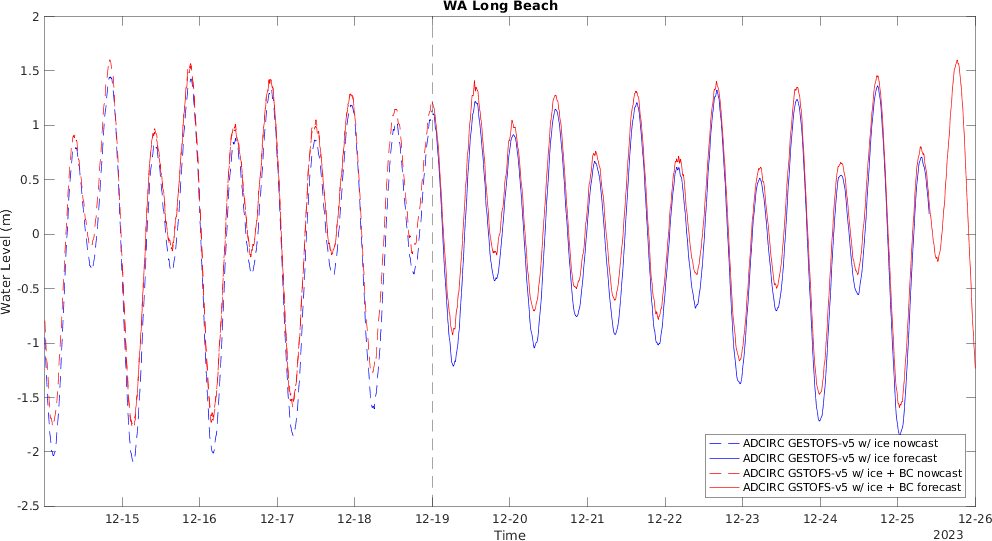 WA Long Beach
2
1.5
1
0.5
0
-0.5
-1
-1.5
-2
-2.5
Water Level (m)
12-15 12-16 12-17 12-18 12-19 12-20 12-21 12-22 12-23 12-24 12-25 12-26
Time
2023
ADCIRC GESTOFS-v5 w/ ice nowcast
ADCIRC GESTOFS-v5 w/ ice forecast
ADCIRC GSTOFS-v5 w/ ice + BC nowcast
ADCIRC GSTOFS-v5 w/ ice + BC forecast